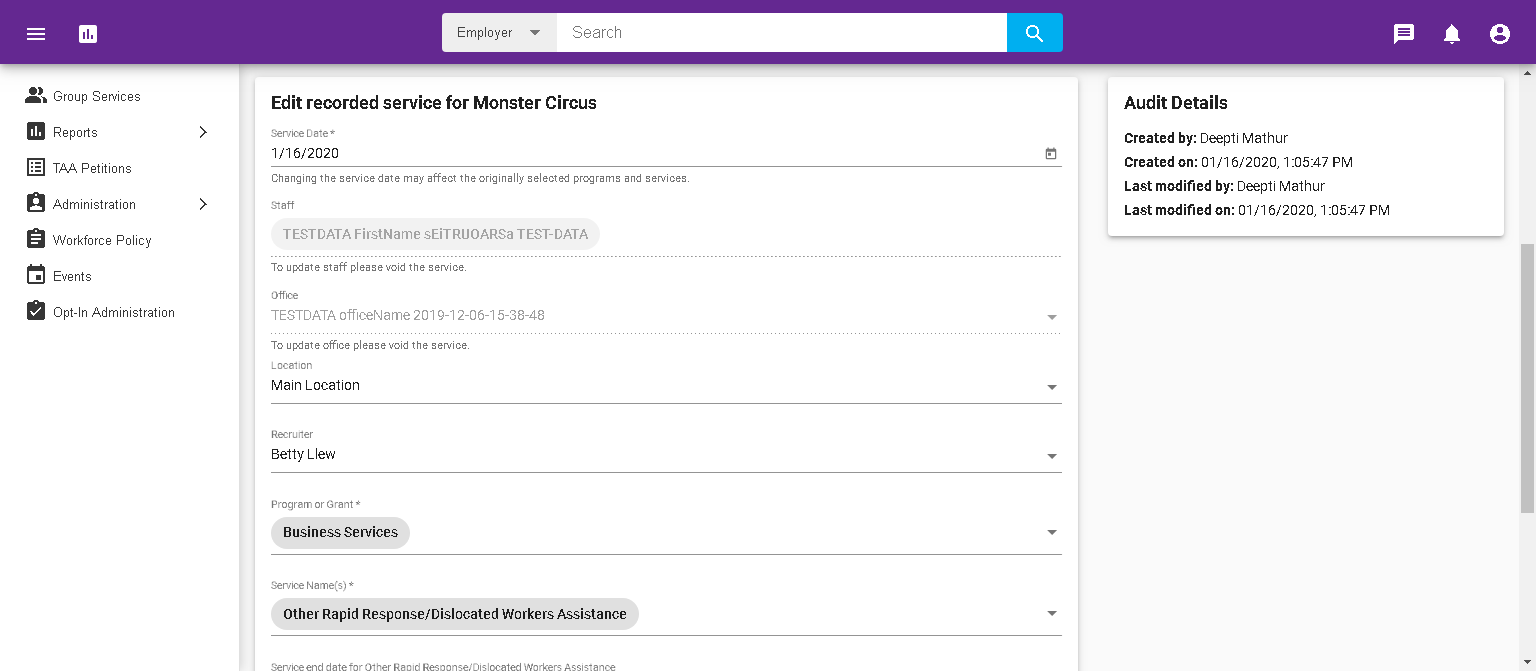 Employer
Search
Group Services
Reports
TAA Petitions
Administration
Workforce Policy
Events
Opt-In Administration
Edit recorded service for Monster Circus
Service Date *
1/16/2020
Changing the service date may affect the originally selected programs and services.
Staff
TESTDATA FirstName sEiTRUOARSa TEST-DATA
To update staff please void the service.
Office
TESTDATA officeName 2019-12-06-15-38-48
To update office please void the service.
Location
Main Location
Recruiter
Betty Llew
Program or Grant *
Business Services
Service Name(s) *
Other Rapid Response/Dislocated Workers Assistance
Service end date for Other Rapid Response/Dislocated Workers Assistance
Audit Details
Created by: Deepti Mathur
Created on: 01/16/2020, 1:05:47 PM
Last modified by: Deepti Mathur
Last modified on: 01/16/2020, 1:05:47 PM